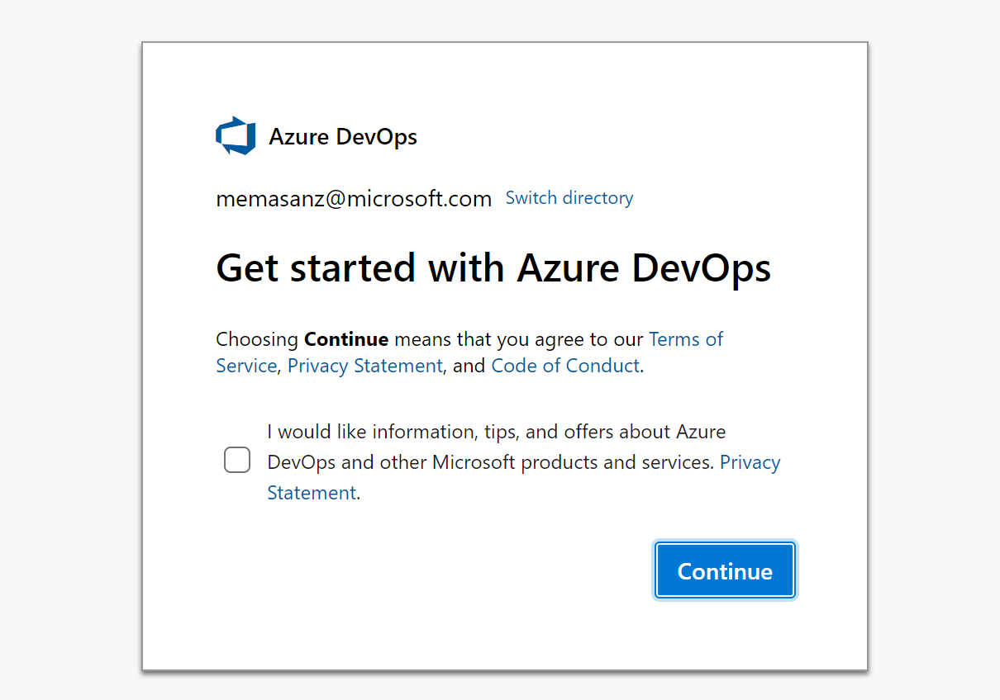 Azure DevOps
memasanz@microsoft.com Switch directory
Get started with Azure DevOps
Choosing Continue means that you agree to our Terms of
Service, Privacy Statement, and Code of Conduct.
I would like information, tips, and offers about Azure
DevOps and other Microsoft products and services. Privacy
Statement.
Continue